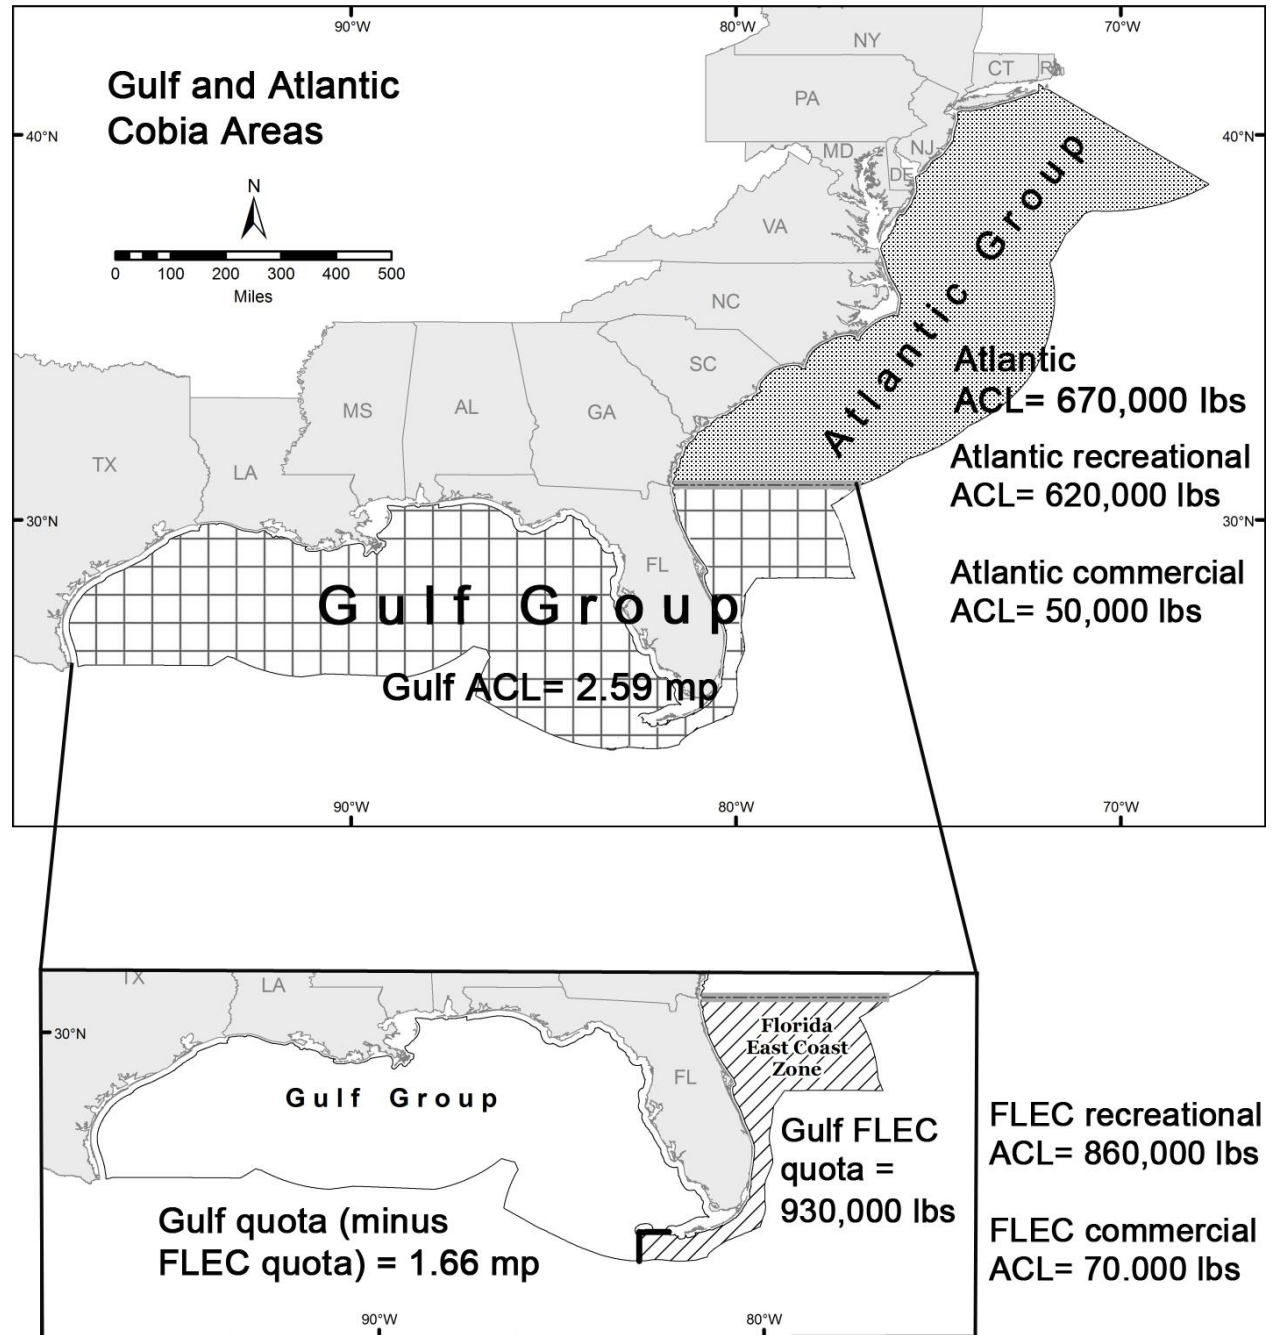 90°W
80°W
70°W
Gulf and Atlantic
Cobia Areas
NY
CT
RI
PA
40°N
40°N
MD
NJ
DE
N
VA
0 100 200 300 400 500
Miles
NC
Atlantic Group
SC
Atlantic
ACL= 670,000 lbs
MS
AL
GA
TX
LA
Atlantic recreational
ACL= 620,000 lbs
30°N
30°N
FL
Atlantic commercial
ACL= 50,000 lbs
Gulf Group
Gulf ACL= 2.59 mp
90°W
80°W
70°W
TX
LA
30°N
Florida
East Coast
Zone
FL
Gulf Group
Gulf FLEC
quota =
930,000 lbs
FLEC recreational
ACL= 860,000 lbs
Gulf quota (minus
FLEC quota) = 1.66 mp
FLEC commercial
ACL= 70.000 lbs
90°W
80°W